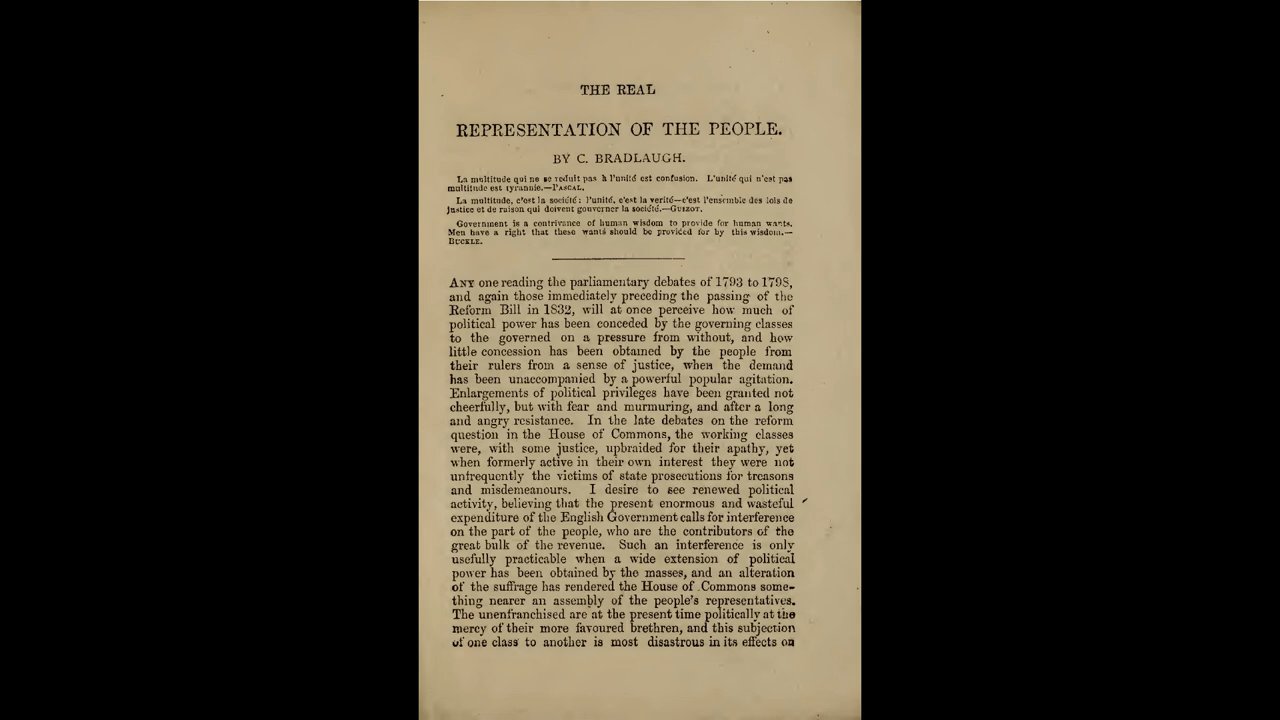 THE REAL
REPRESENTATION OF THE PEOPLE.
BY C. BRADLAUGH.
La multitude qui ne se reduit pas à l'unité est confusion. L'unité qui n'est pas
multitude est tyrannie.—PASCAL.
La multitude, c'est la société: l'unité, c'est la verité—c'est l'ensemble des lois de
justice et de raison qui doivent gouverner la société.—GUIZOT.
Government is a contrivance of human wisdom to provide for human wants.
Men have a right that these wants should be provided for by this wisdom.—
BUCKLE.
ANY one reading the parliamentary debates of 1793 to 1798,
and again those immediately preceding the passing of the
Reform Bill in 1832, will at once perceive how much of
political power has been conceded by the governing classes
to the governed on a pressure from without, and how
little concession has been obtained by the people from
their rulers from a sense of justice, when the demand
has been unaccompanied by a powerful popular agitation.
Enlargements of political privileges have been granted not
cheerfully, but with fear and murmuring, and after a long
and angry resistance. In the late debates on the reform
question in the House of Commons, the working classes
were, with some justice, upbraided for their apathy, yet
when formerly active in their own interest they were not
unfrequently the victims of state prosecutions for treasons
and misdemeanours. I desire to see renewed political
activity, believing that the present enormous and wasteful
expenditure of the English Government calls for interference
on the part of the people, who are the contributors of the
great bulk of the revenue. Such an interference is only
usefully practicable when a wide extension of political
power has been obtained by the masses, and an alteration
of the suffrage has rendered the House of Commons some-
thing nearer an assembly of the people's representatives.
The unenfranchised are at the present time politically at the
mercy of their more favoured brethren, and this subjection
of one class to another is most disastrous in its effects on